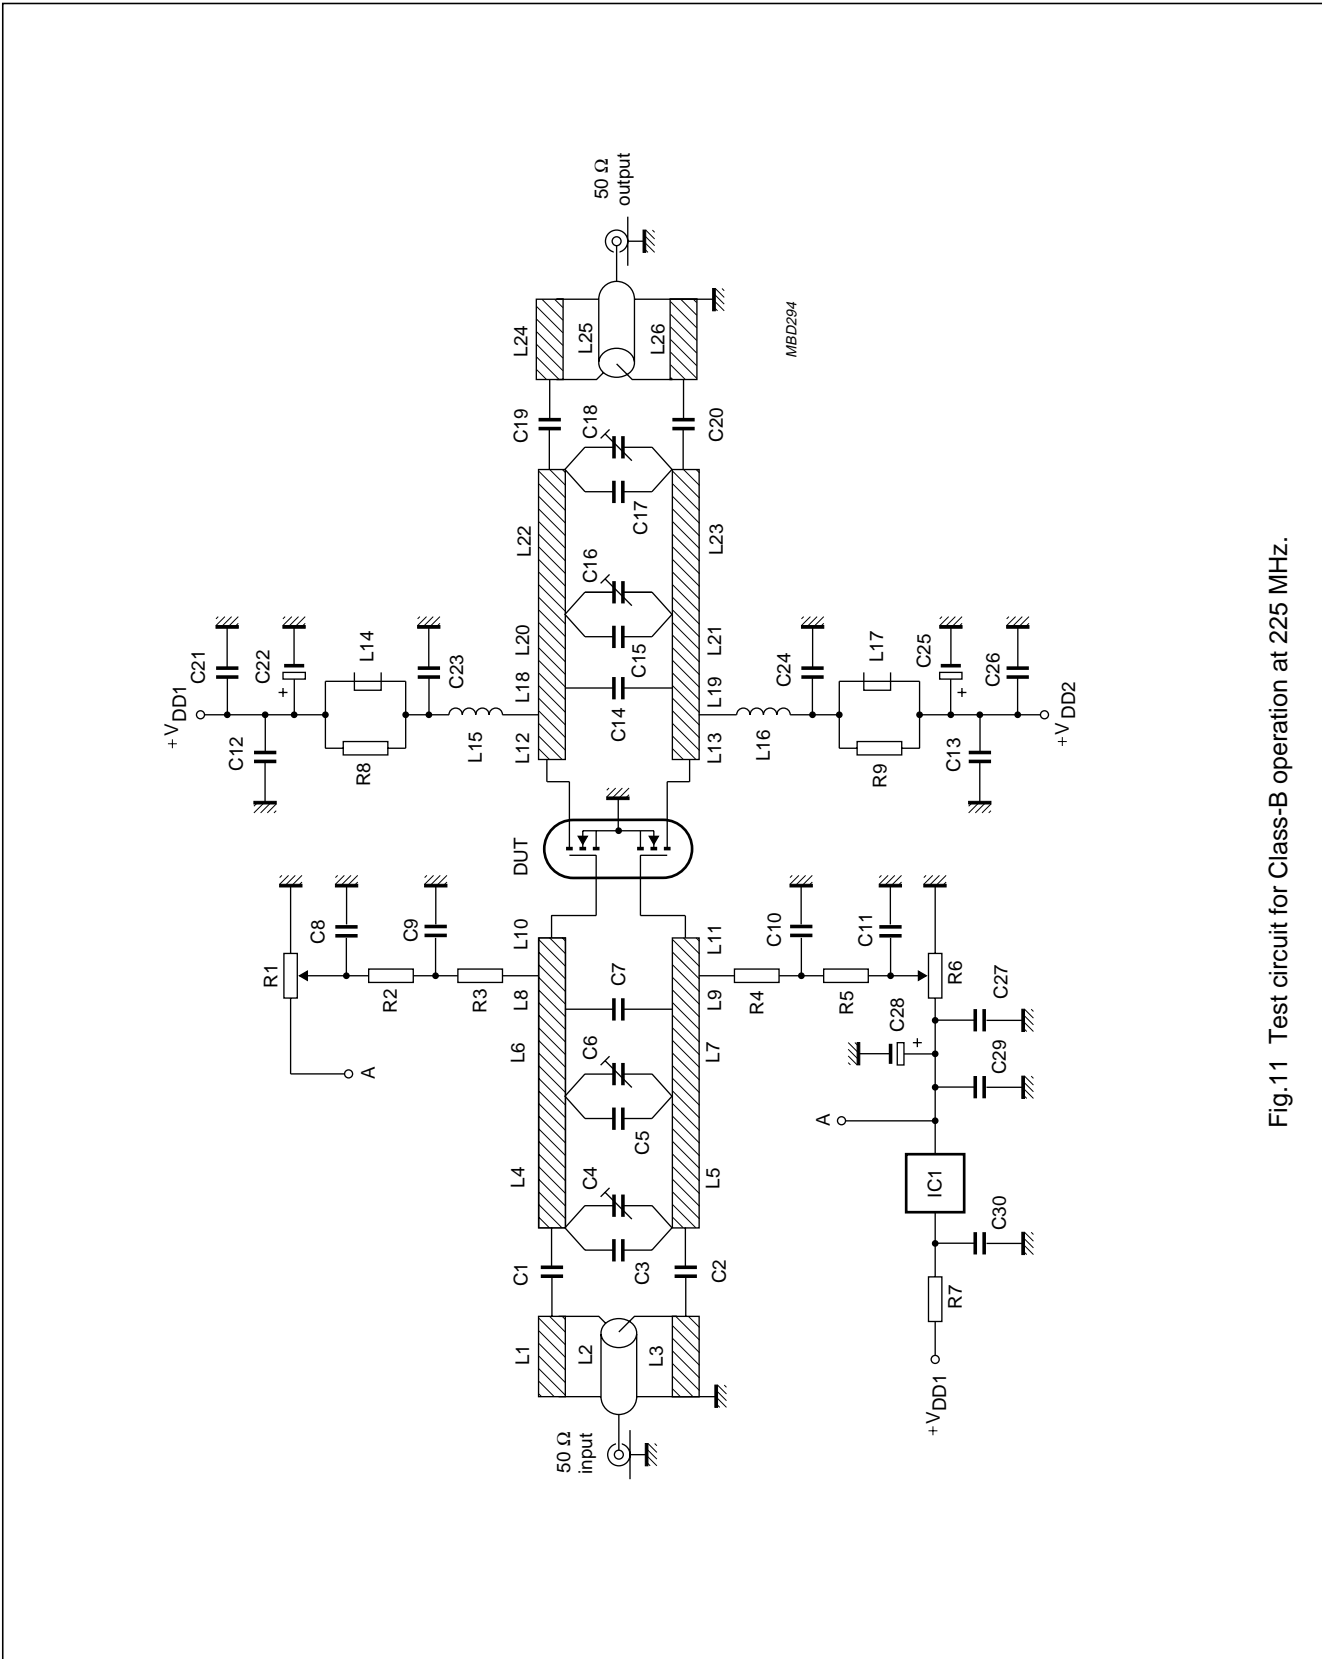 50 Ω
output
L24
L25
L26
MBD294
C19
C18
C20
C17
L22
L23
C16
C15
L20
L21
L18
L19
C14
L12
L13
+VDD1
C21
C22
L14
C23
C12
R8
L15
C24
L17
C25
C26
L16
R9
C13
+VDD2
DUT
R1
C8
C9
R2
R3
A
L10
L11
L8
L9
C7
L6
L7
C6
C5
L4
L5
C4
C3
C1
C2
L1
L2
L3
50 Ω
input
C10
C11
R4
R5
R6
C28
+
C27
C29
A
IC1
C30
R7
+VDD1
+
+
Fig.11 Test circuit for Class-B operation at 225 MHz.